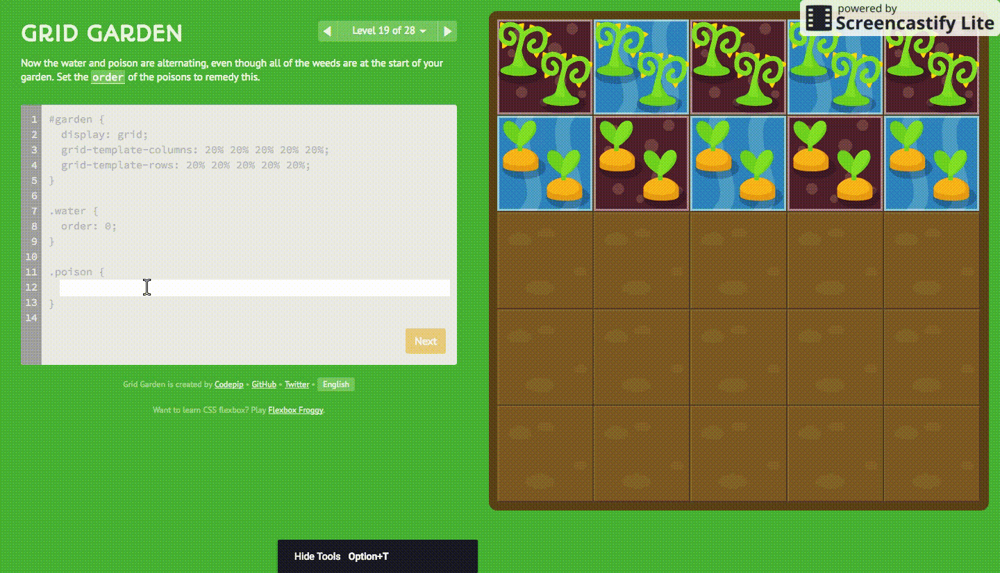 GRID GARDEN
Level 19 of 28
powered by
Screencastify Lite
Now the water and poison are alternating, even though all of the weeds are at the start of your
garden. Set the order of the poisons to remedy this.
1 #garden {
2 display: grid;
3 grid-template-columns: 20% 20% 20% 20% 20%;
4 grid-template-rows: 20% 20% 20% 20% 20%;
5 }
6
7 .water {
8 order: 0;
9 }
10
11 .poison {
12
13 }
14
Next
Grid Garden is created by Codepip • GitHub • Twitter • English
Want to learn CSS flexbox? Play Flexbox Froggy.
Hide Tools Option+T